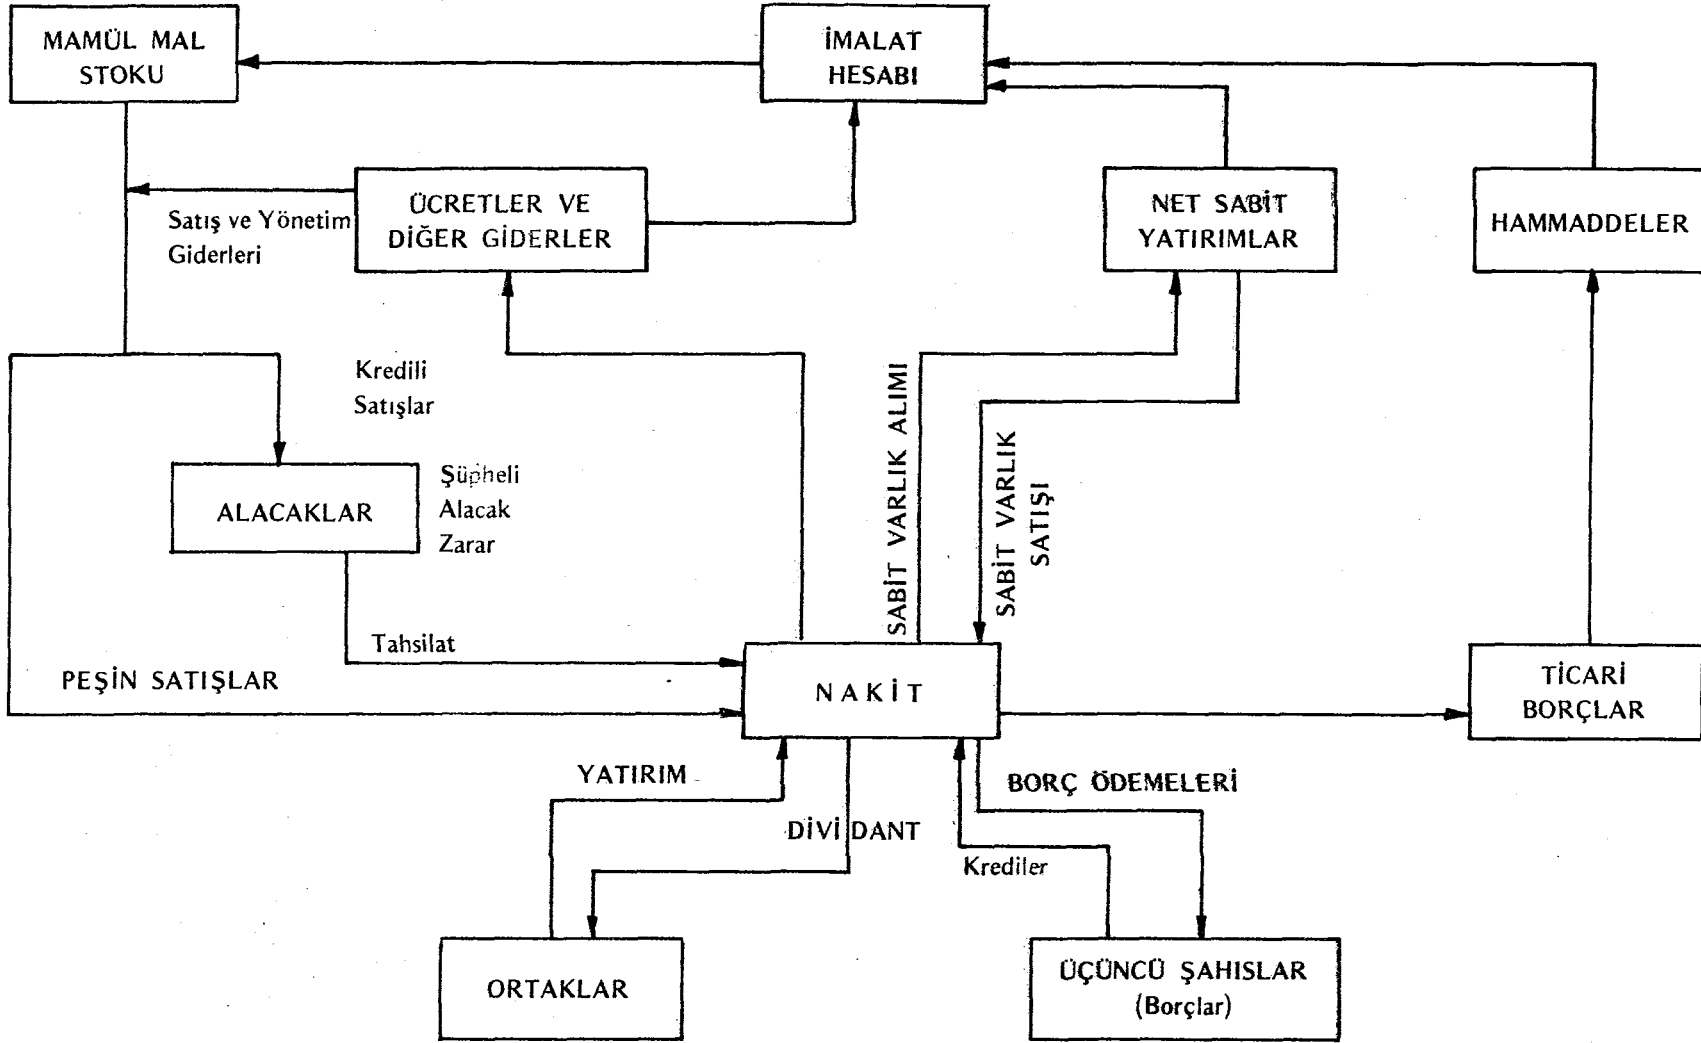 MAMÜL MAL
STOKU
İMALAT
HESABI
ÜCRETLER VE
DİĞER GİDERLER
NET SABİT
YATIRIMLAR
HAMMADDELER
Satış ve Yönetim
Giderleri
Kredili
Satışlar
ALACAKLAR
Şüpheli
Alacak
Zarar
SABİT VARLIK ALIMI
SABİT VARLIK
SATIŞI
Tahsilat
PEŞİN SATIŞLAR
NAKİT
TİCARİ
BORÇLAR
YATIRIM
DİVİDANT
BORÇ ÖDEMELERİ
Krediler
ORTAKLAR
ÜÇÜNCÜ ŞAHISLAR
(Borçlar)